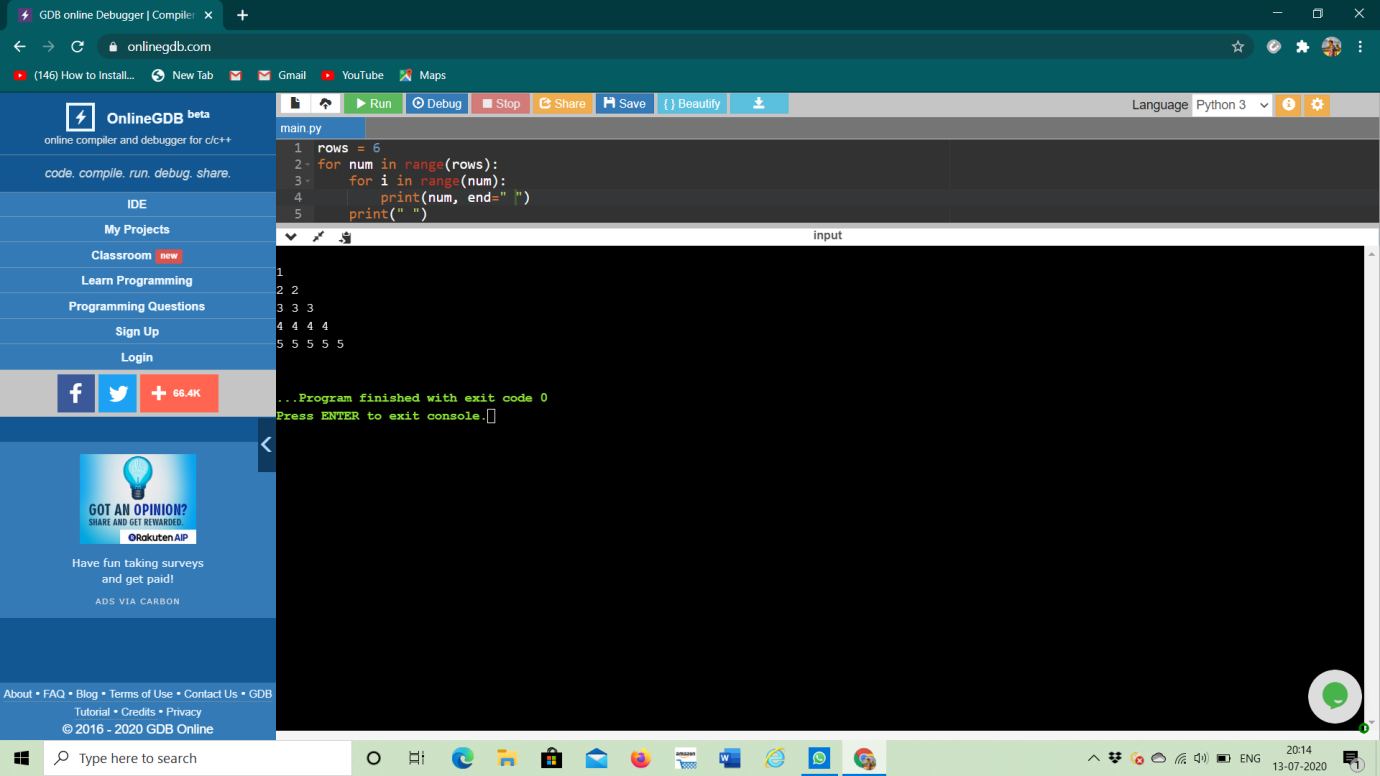 GDB online Debugger | Compiler
onlinegdb.com
(146) How to Install... New Tab Gmail YouTube Maps
OnlineGDB beta
online compiler and debugger for c/c++
code. compile. run. debug. share.
IDE
My Projects
Classroom new
Learn Programming
Programming Questions
Sign Up
Login
66.4K
GOT AN OPINION?
SHARE AND GET REWARDED.
Rakuten AIP
Have fun taking surveys
and get paid!
ADS VIA CARBON
About • FAQ • Blog • Terms of Use • Contact Us • GDB
Tutorial • Credits • Privacy
© 2016 - 2020 GDB Online
Run Debug Stop Share Save { } Beautify Language Python 3
main.py
1 rows = 6
2 for num in range(rows):
3 for i in range(num):
4 print(num, end=" ")
5 print(" ")
input
1
2 2
3 3 3
4 4 4 4
5 5 5 5 5
...Program finished with exit code 0
Press ENTER to exit console.
Type here to search
amazon
W
ENG
20:14
13-07-2020
1